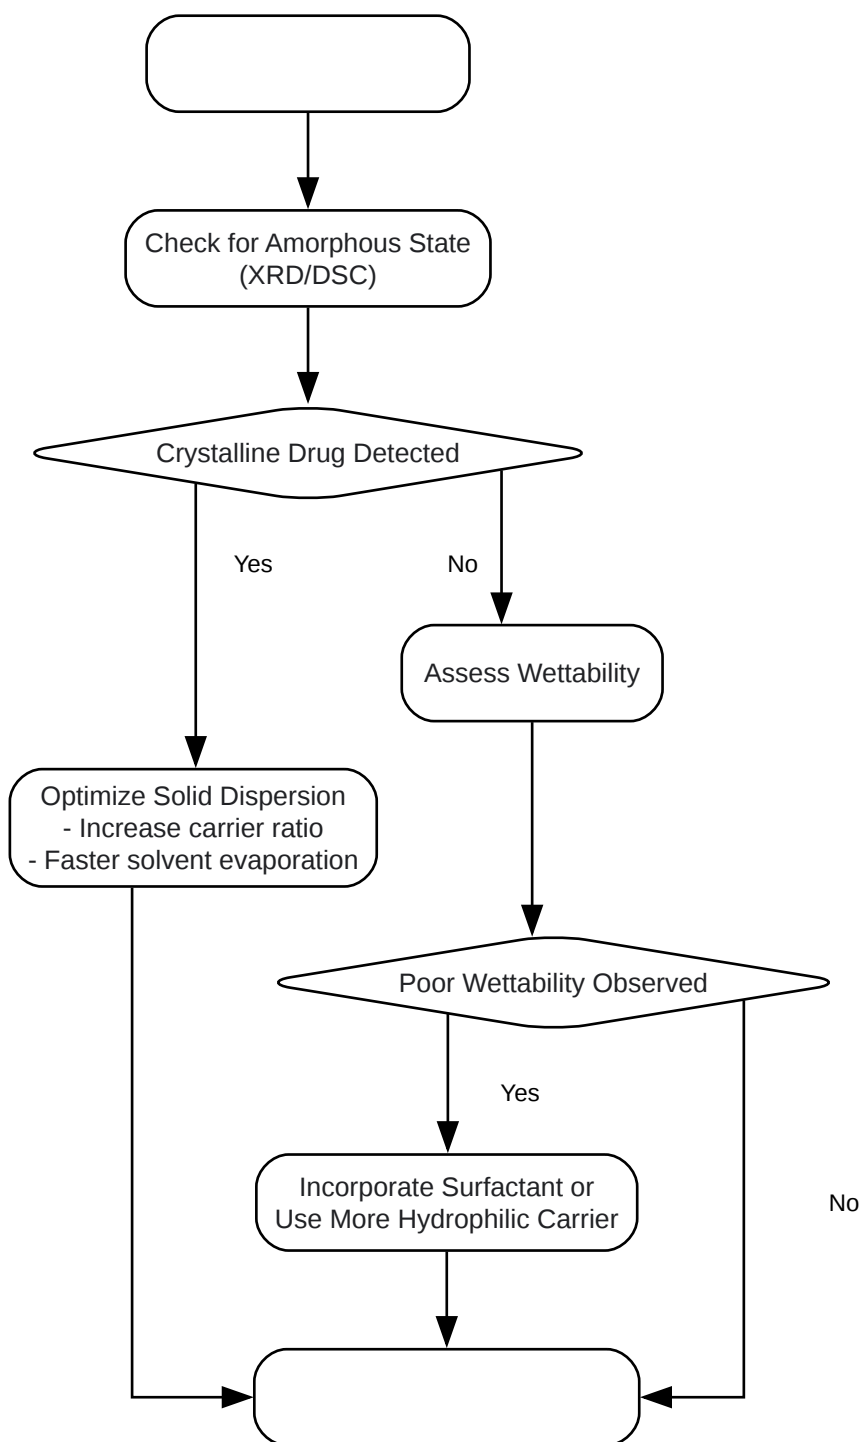 Check for Amorphous State
(XRD/DSC)
Crystalline Drug Detected
Yes
No
Assess Wettability
Optimize Solid Dispersion
- Increase carrier ratio
- Faster solvent evaporation
Poor Wettability Observed
Yes
Incorporate Surfactant or
Use More Hydrophilic Carrier
No